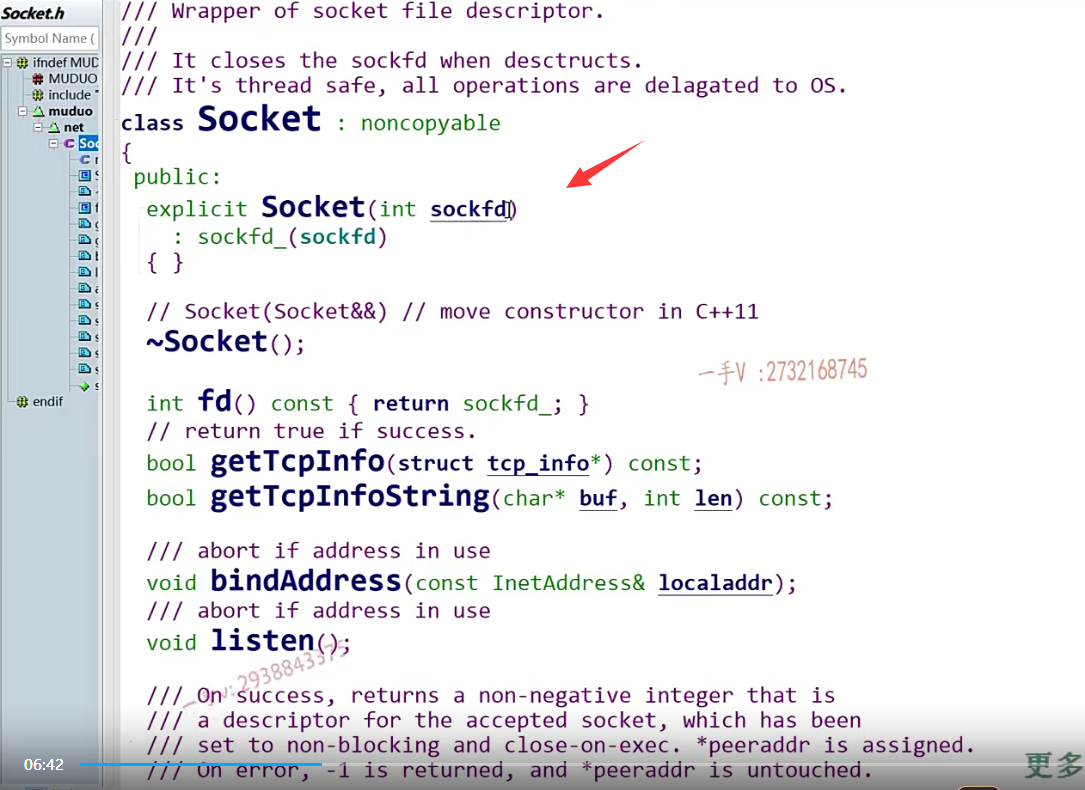 Socket.h
Symbol Name (
ifndef MUD
MUDUO
include "
muduo
net
Soc
endif
/// Wrapper of socket file descriptor.
///
/// It closes the sockfd when desctructs.
/// It's thread safe, all operations are delagated to OS.
class Socket : noncopyable
{
public:
explicit Socket(int sockfd)
: sockfd_(sockfd)
{ }
// Socket(Socket&&) // move constructor in C++11
~Socket();
一手V :2732168745
int fd() const { return sockfd_; }
// return true if success.
bool getTcpInfo(struct tcp_info*) const;
bool getTcpInfoString(char* buf, int len) const;
/// abort if address in use
void bindAddress(const InetAddress& localaddr);
/// abort if address in use
void listen();
一手v:2938843375
/// On success, returns a non-negative integer that is
/// a descriptor for the accepted socket, which has been
/// set to non-blocking and close-on-exec. *peeraddr is assigned.
06:42
/// On error, -1 is returned, and *peeraddr is untouched.
更多